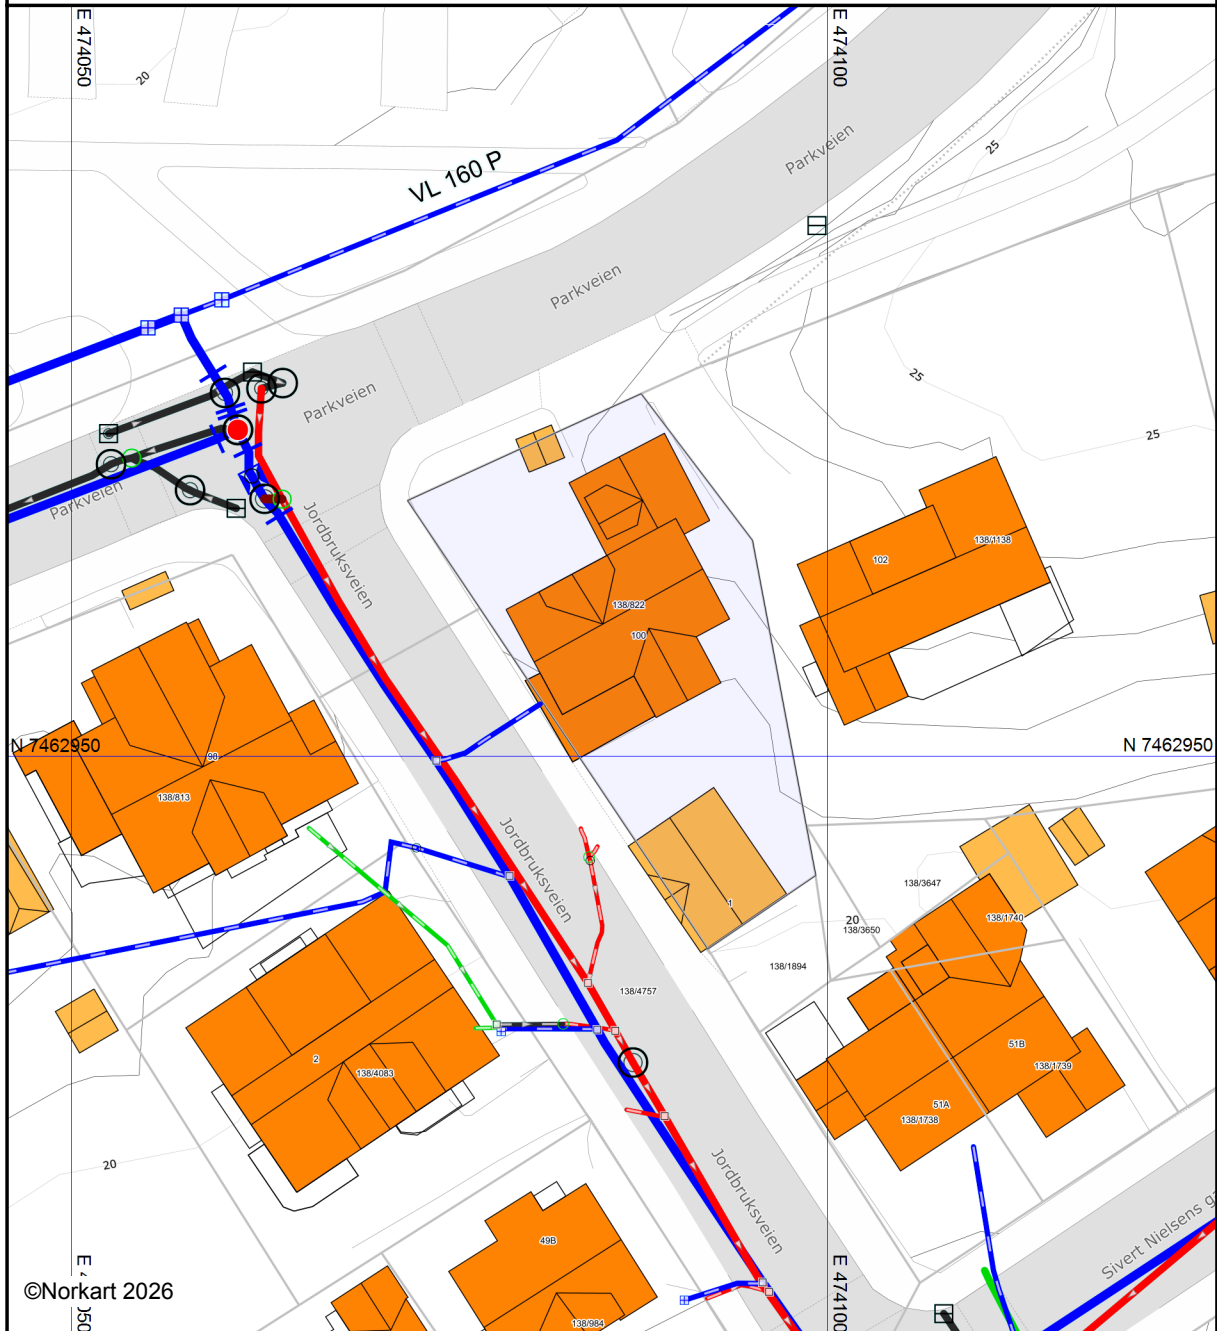 E 474050
E 474100
20
Parkveien
25
VL 160 P
Parkveien
25
Parkveien
25
Parkveien
Jordbruksveien
138/1138
102
138/822
100
N 7462950
N 7462950
98
138/813
Jordbruksveien
138/3647
1
20
138/1740
138/3650
138/1894
138/4757
51B
2
138/4083
138/1739
51A
138/1738
20
Jordbruksveien
Sivert Nielsens g
49B
E 4
050
E 474100
©Norkart 2026
138/984